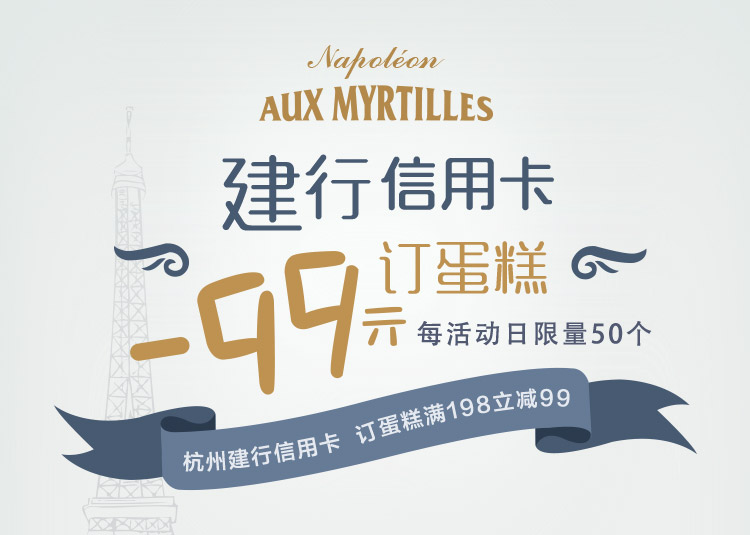 Napoléon
AUX MYRTILLES
建行信用卡
订蛋糕
-99元
每活动日限量50个
杭州建行信用卡 订蛋糕满198立减99